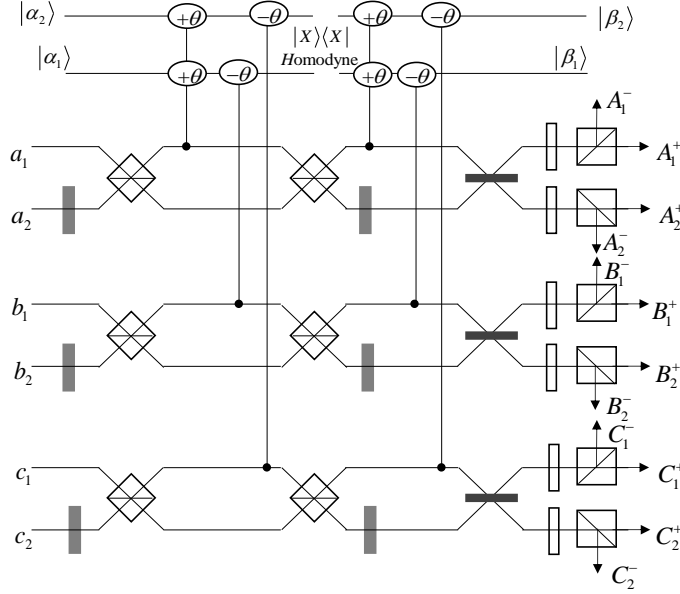 |α₂⟩ +θ −θ +θ −θ |β₂⟩
|X⟩⟨X|
Homodyne
|α₁⟩ +θ −θ +θ −θ |β₁⟩
A₁⁻
a₁ A₁⁺
a₂ A₂⁺
A₂⁻
B₁⁻
b₁ B₁⁺
b₂ B₂⁺
B₂⁻
C₁⁻
c₁ C₁⁺
c₂ C₂⁺
C₂⁻